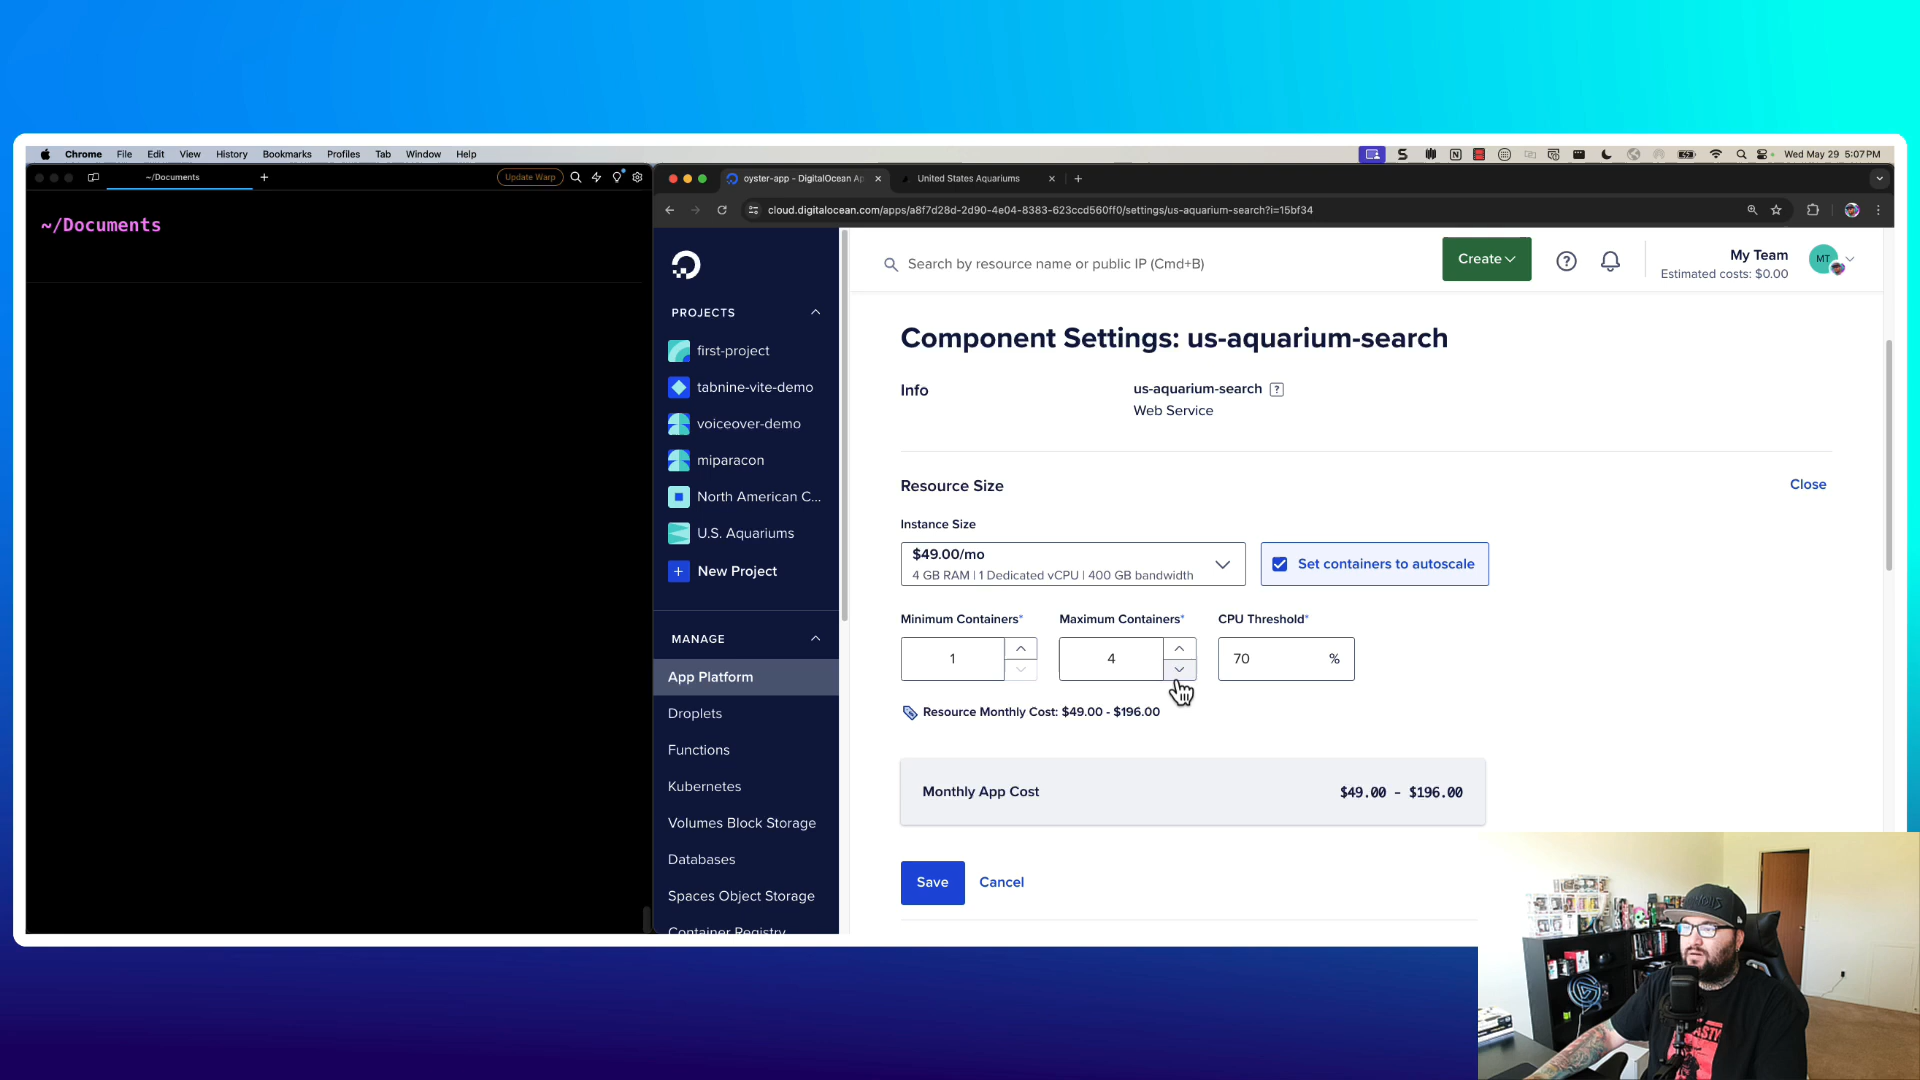 Chrome File Edit View History Bookmarks Profiles Tab Window Help
Wed May 29 5:07PM
~/Documents
Update Warp
~/Documents
oyster-app - DigitalOcean Ap
United States Aquariums
cloud.digitalocean.com/apps/a8f7d28d-2d90-4e04-8383-623ccd560ff0/settings/us-aquarium-search?i=15bf34
PROJECTS
first-project
tabnine-vite-demo
voiceover-demo
miparacon
North American C...
U.S. Aquariums
New Project
MANAGE
App Platform
Droplets
Functions
Kubernetes
Volumes Block Storage
Databases
Spaces Object Storage
Container Registry
Search by resource name or public IP (Cmd+B)
Create
My Team
Estimated costs: $0.00
MT
Component Settings: us-aquarium-search
Info
us-aquarium-search ?
Web Service
Resource Size
Close
Instance Size
$49.00/mo
4 GB RAM | 1 Dedicated vCPU | 400 GB bandwidth
Set containers to autoscale
Minimum Containers* Maximum Containers* CPU Threshold*
1 4 70 %
Resource Monthly Cost: $49.00 - $196.00
Monthly App Cost $49.00 - $196.00
Save Cancel